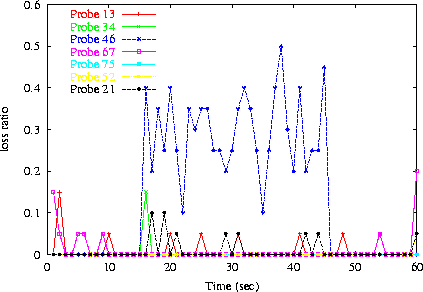 0.6
0.5
0.4
0.3
0.2
0.1
0
loss ratio
Probe 13
Probe 34
Probe 46
Probe 67
Probe 75
Probe 21
0 10 20 30 40 50 60
Time (sec)